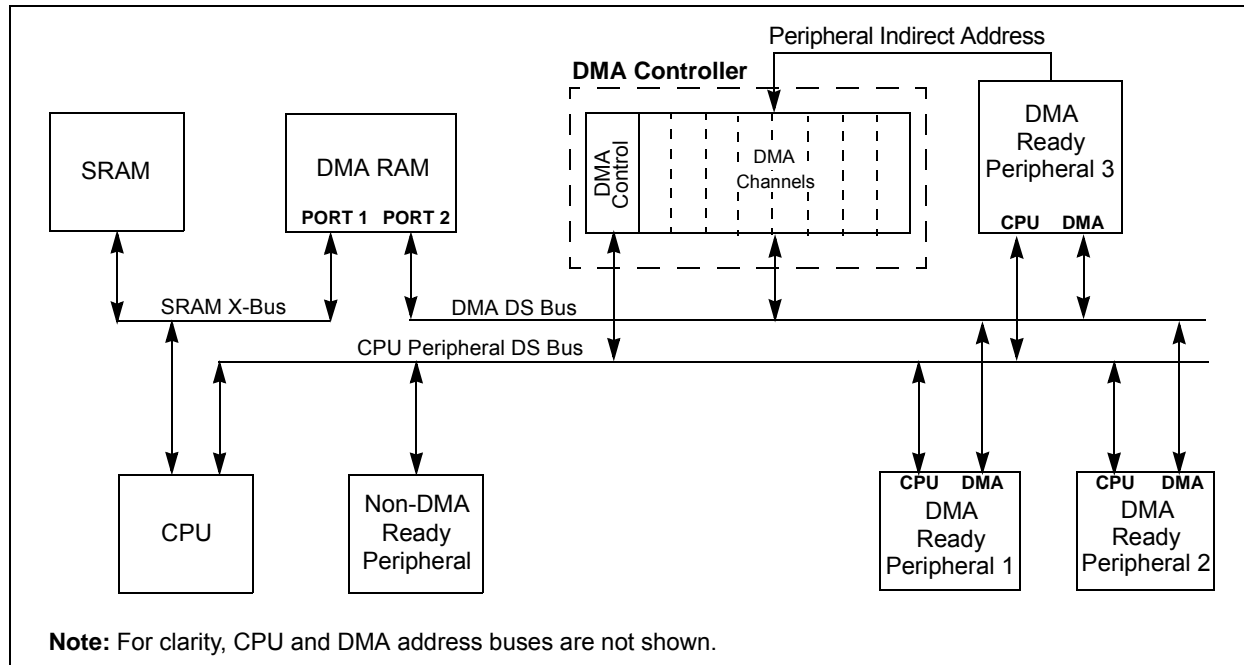 Peripheral Indirect Address
DMA Controller
SRAM
DMA RAM
PORT 1 PORT 2
DMA
Control
DMA
Channels
DMA
Ready
Peripheral 3
CPU DMA
SRAM X-Bus
DMA DS Bus
CPU Peripheral DS Bus
CPU
Non-DMA
Ready
Peripheral
CPU DMA
DMA
Ready
Peripheral 1
CPU DMA
DMA
Ready
Peripheral 2
Note: For clarity, CPU and DMA address buses are not shown.